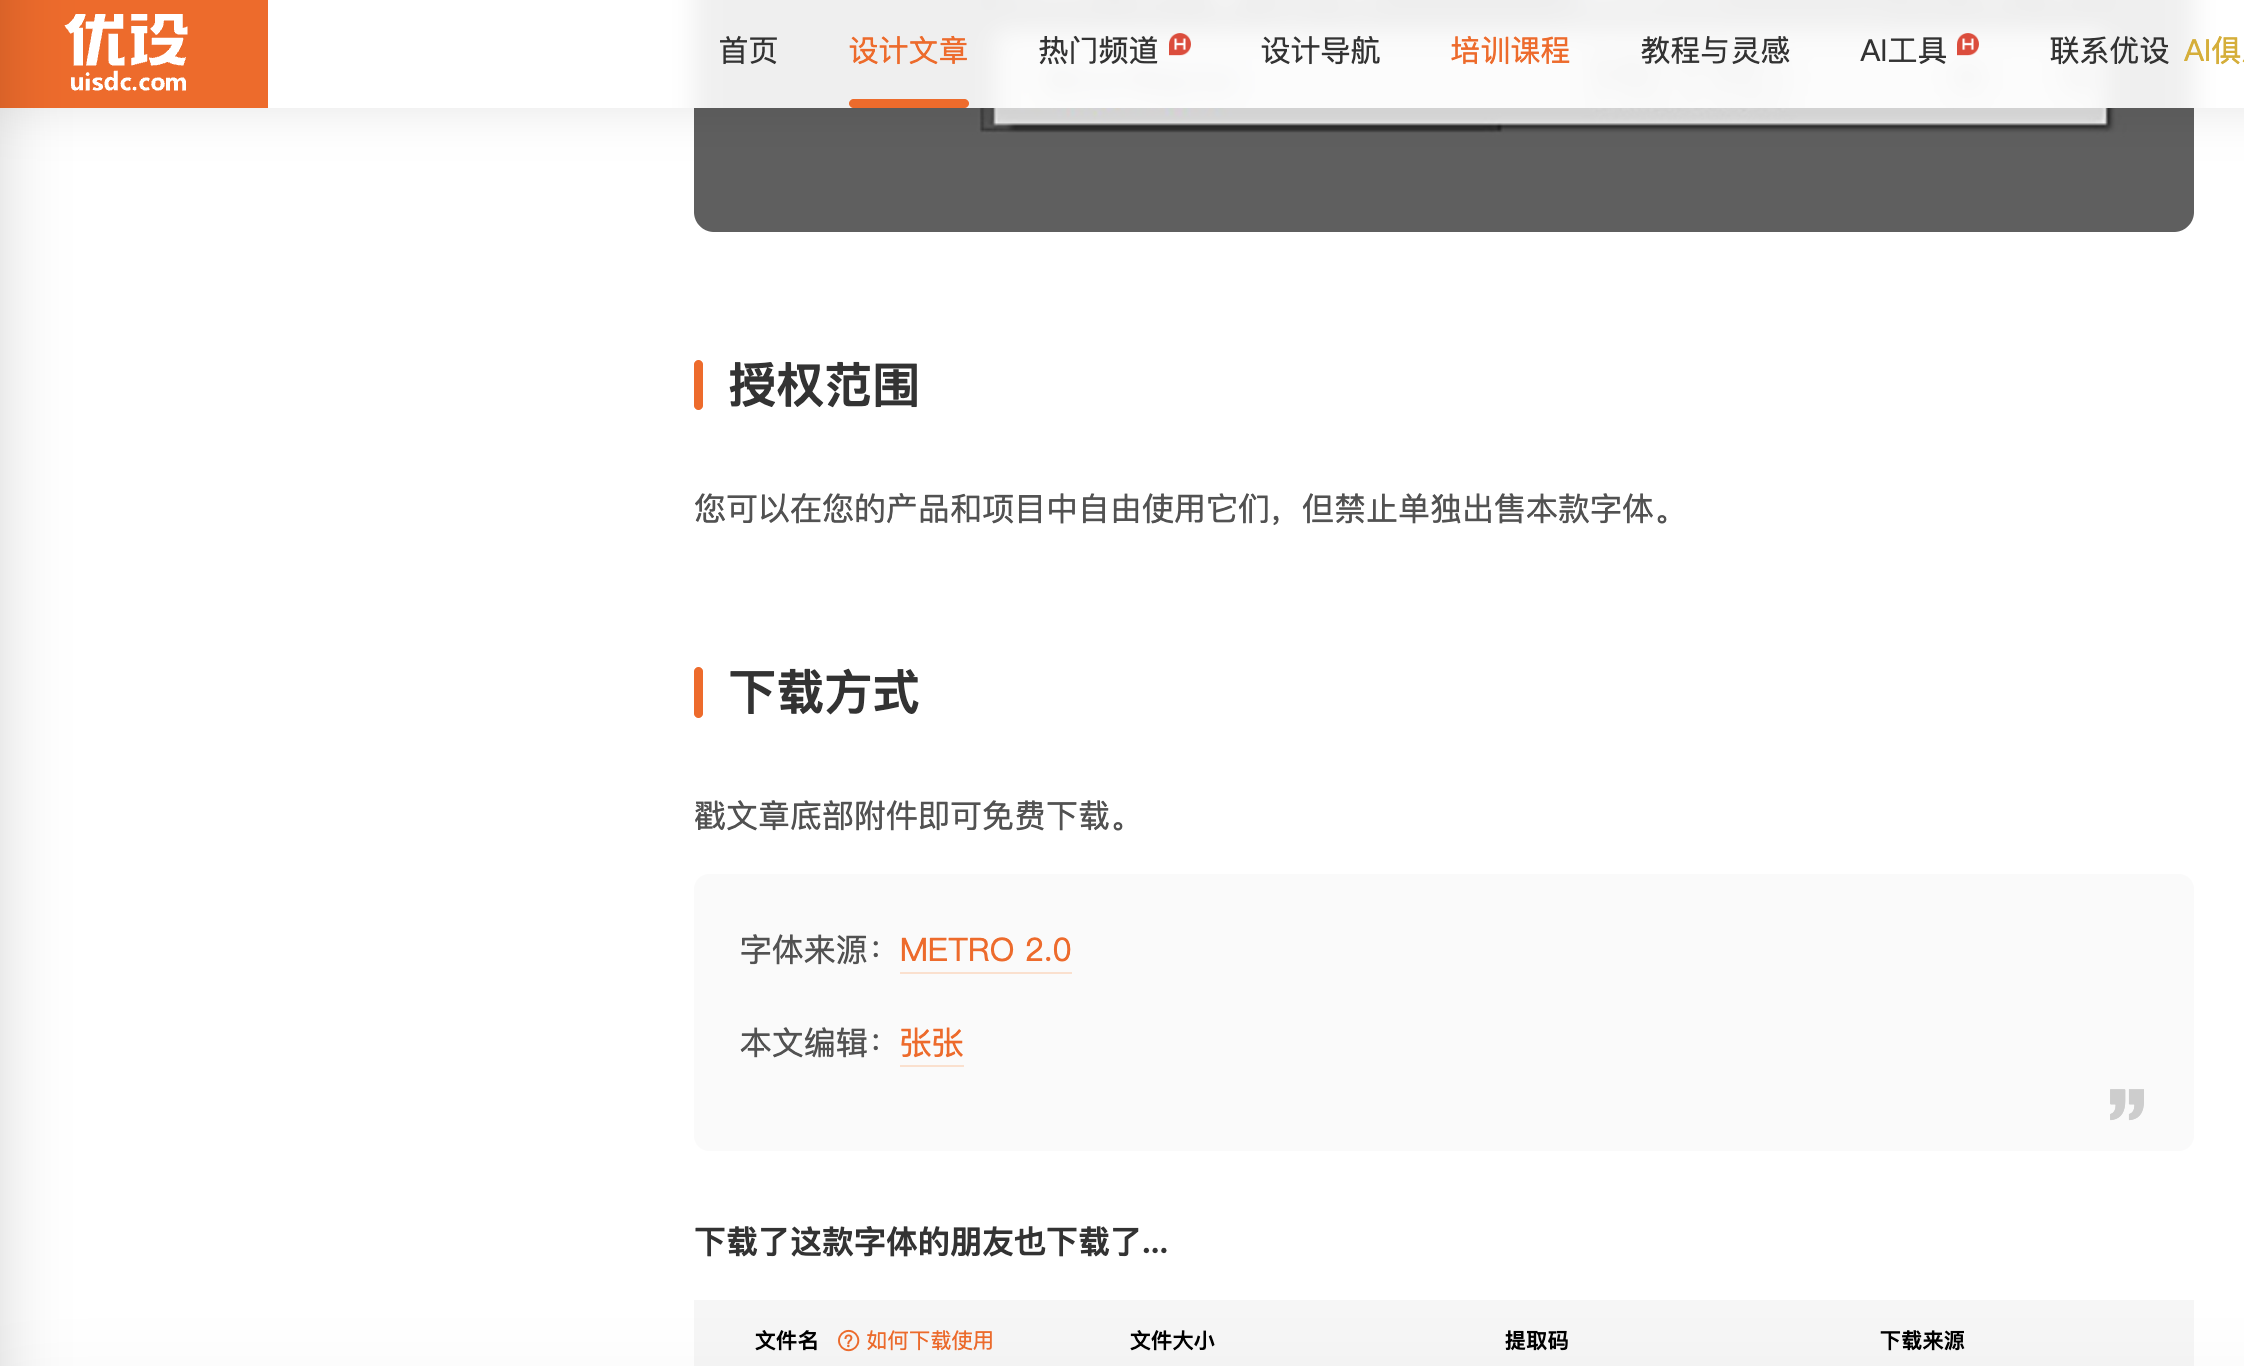 优设
uisdc.com
首页 设计文章 热门频道 H 设计导航 培训课程 教程与灵感 AI工具 H 联系优设 AI俱
授权范围
您可以在您的产品和项目中自由使用它们，但禁止单独出售本款字体。
下载方式
戳文章底部附件即可免费下载。
字体来源：METRO 2.0
本文编辑：张张
下载了这款字体的朋友也下载了...
文件名 ? 如何下载使用 文件大小 提取码 下载来源